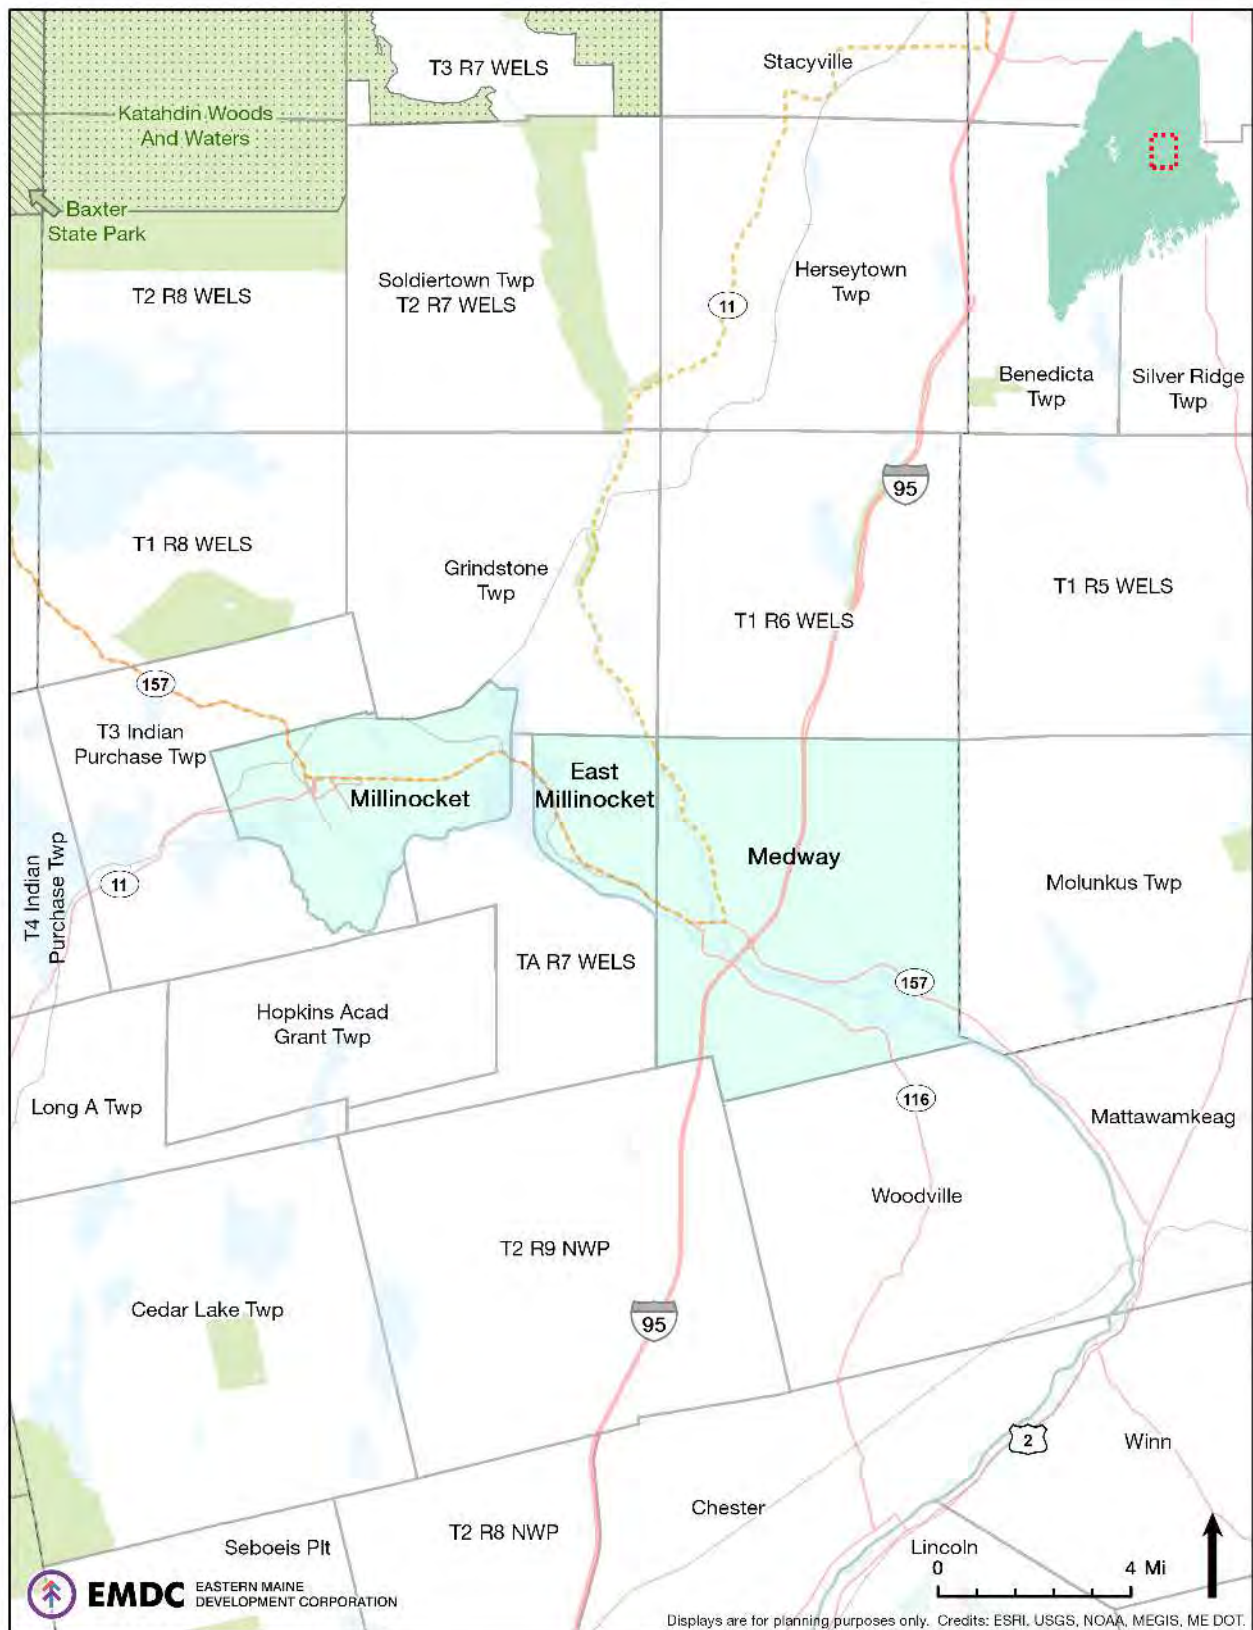 T3 R7 WELS
Stacyville
Katahdin Woods
And Waters
Baxter
State Park
T2 R8 WELS
Soldiertown Twp
T2 R7 WELS
11
Herseytown
Twp
Benedicta
Twp
Silver Ridge
Twp
95
T1 R8 WELS
Grindstone
Twp
T1 R6 WELS
T1 R5 WELS
157
T3 Indian
Purchase Twp
Millinocket
East
Millinocket
Medway
T4 Indian
Purchase Twp
11
Molunkus Twp
TA R7 WELS
157
Hopkins Acad
Grant Twp
Long A Twp
116
Mattawamkeag
Woodville
T2 R9 NWP
Cedar Lake Twp
95
2
Winn
Chester
T2 R8 NWP
Seboeis Plt
Lincoln
0 4 Mi
EMDC
EASTERN MAINE
DEVELOPMENT CORPORATION
Displays are for planning purposes only. Credits: ESRI, USGS, NOAA, MEGIS, ME DOT.